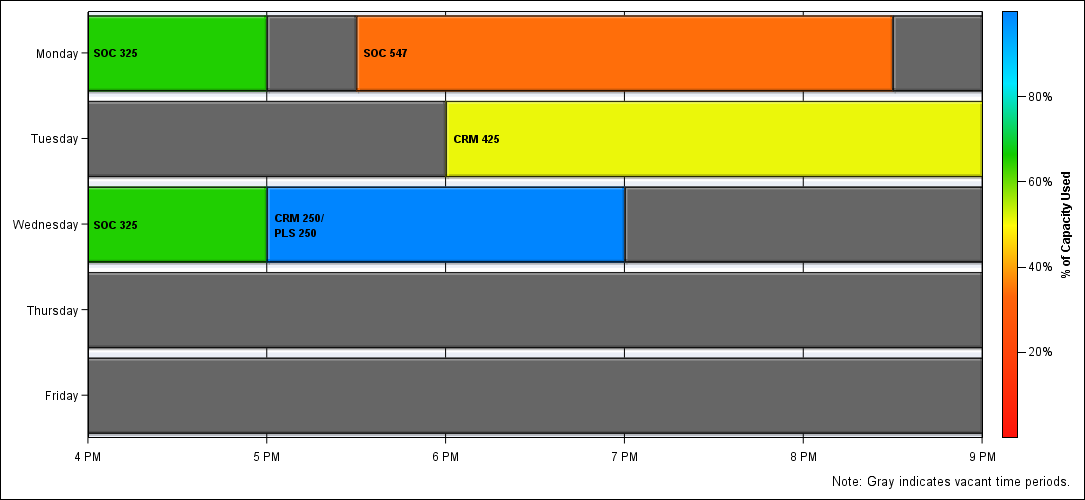 Monday
SOC 325
SOC 547
Tuesday
CRM 425
Wednesday
SOC 325
CRM 250/
PLS 250
Thursday
Friday
4 PM
5 PM
6 PM
7 PM
8 PM
9 PM
80%
60%
40%
20%
% of Capacity Used
Note: Gray indicates vacant time periods.